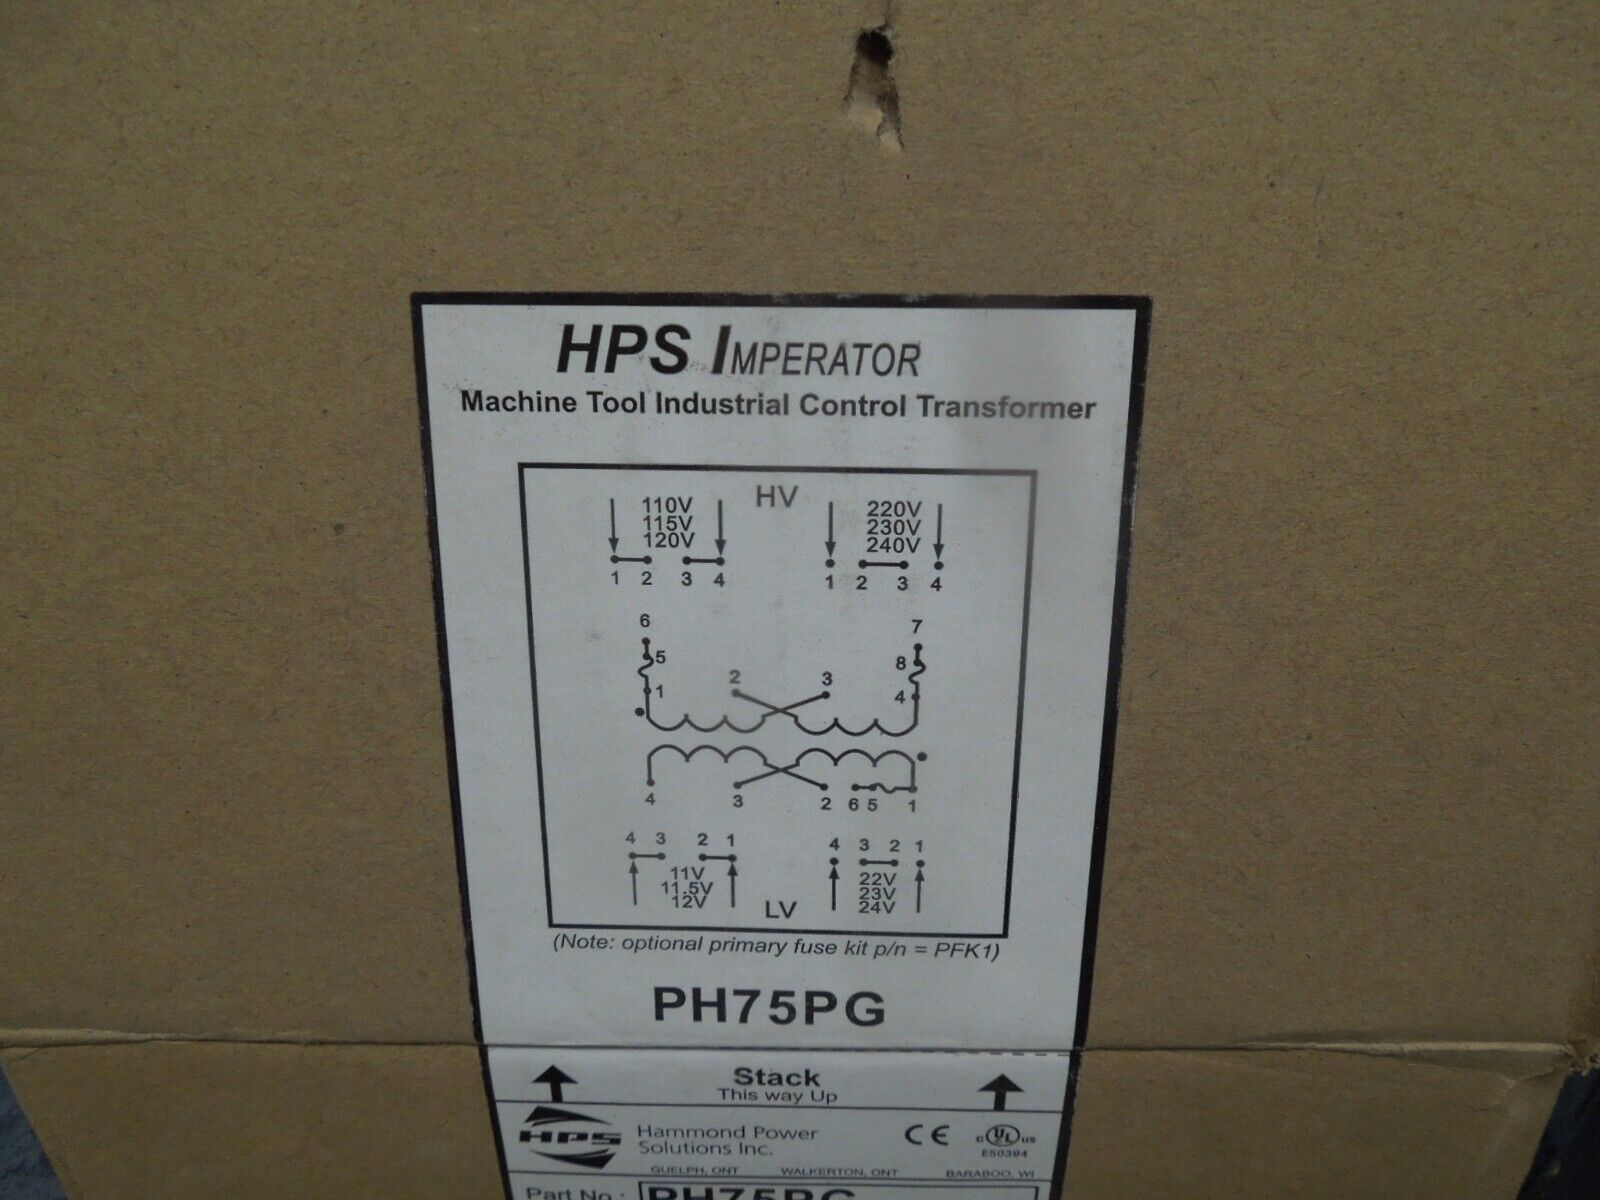 HPS IMPERATOR
Machine Tool Industrial Control Transformer
HV
110V
115V
120V
1 2 3 4
220V
230V
240V
1 2 3 4
6
5
1
2
3
7
8
4
4
3
2
6 5
1
4 3 2 1
11V
11.5V
12V
LV
4 3 2 1
22V
23V
24V
(Note: optional primary fuse kit p/n = PFK1)
PH75PG
Stack
This way Up
HPS
Hammond Power
Solutions Inc.
CE
c UL us
E50394
GUELPH, ONT WALKERTON, ONT BARABOO, WI
Part No.: PH75PG